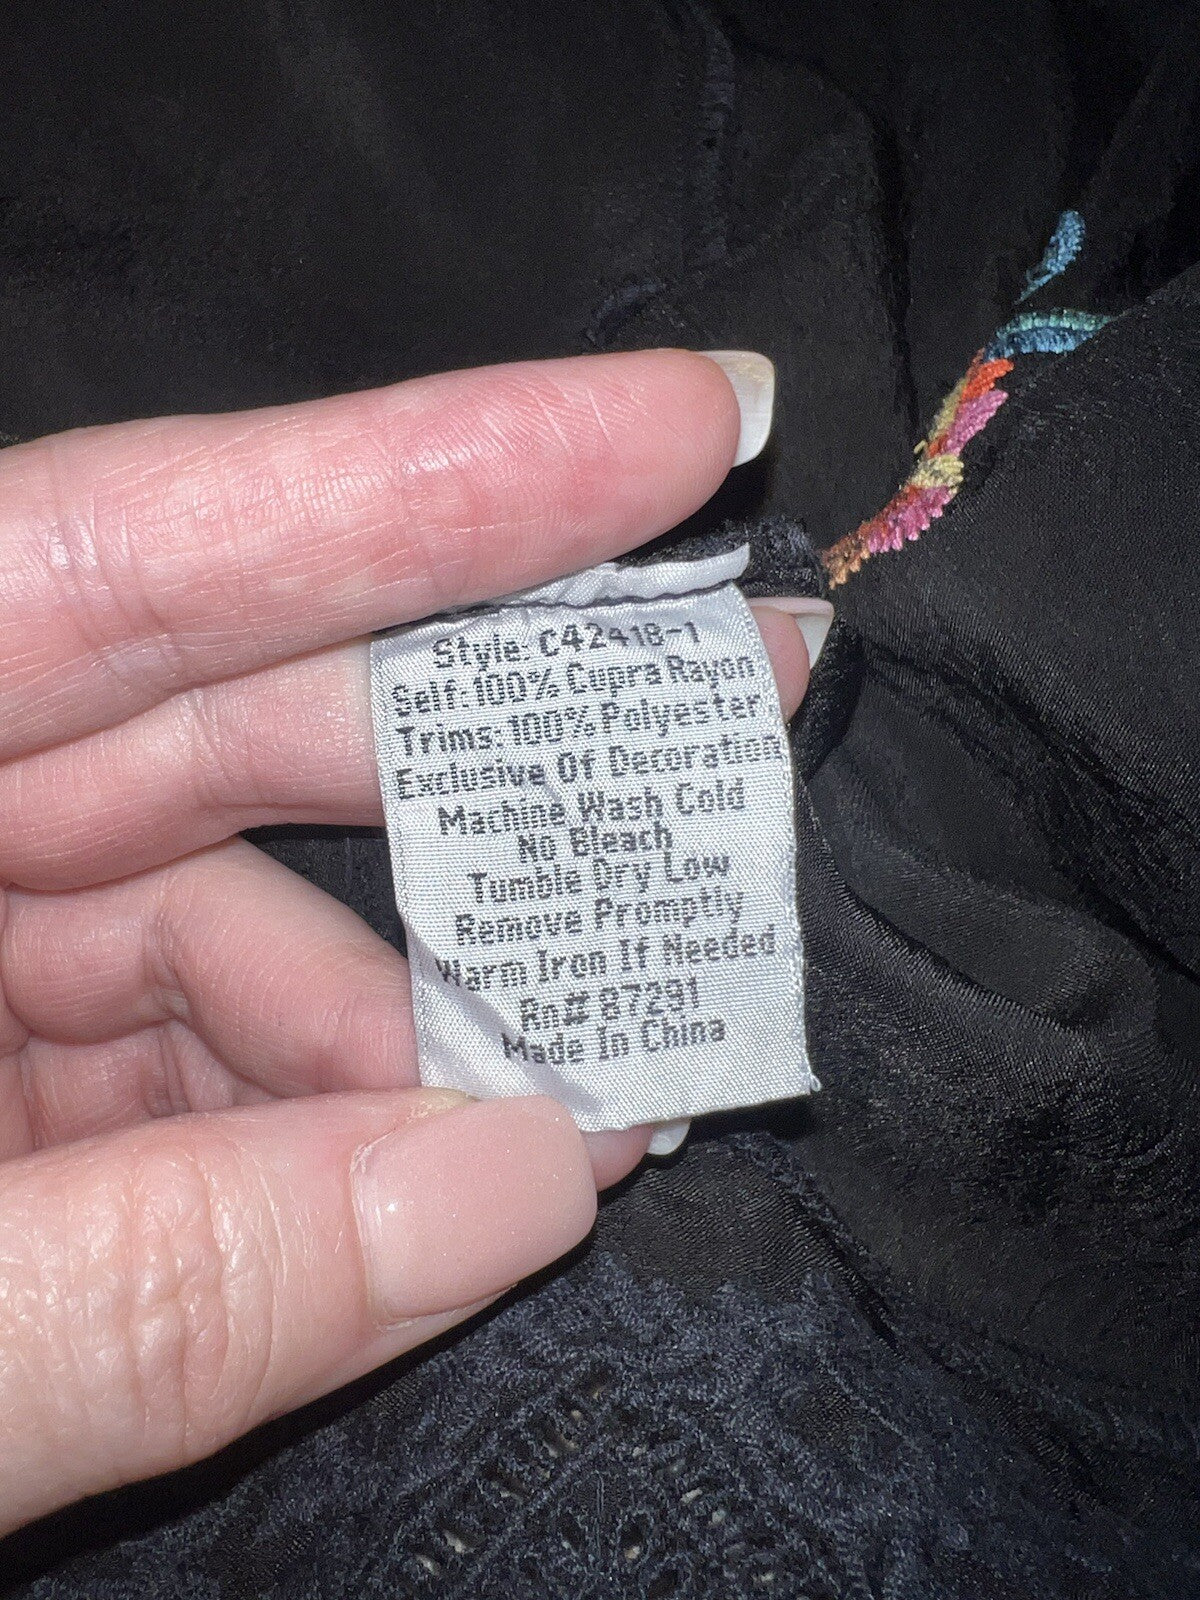 Style: C42418-1
Self: 100% Cupra Rayon
Trims: 100% Polyester
Exclusive Of Decoration
Machine Wash Cold
No Bleach
Tumble Dry Low
Remove Promptly
Warm Iron If Needed
Rn# 87291
Made In China